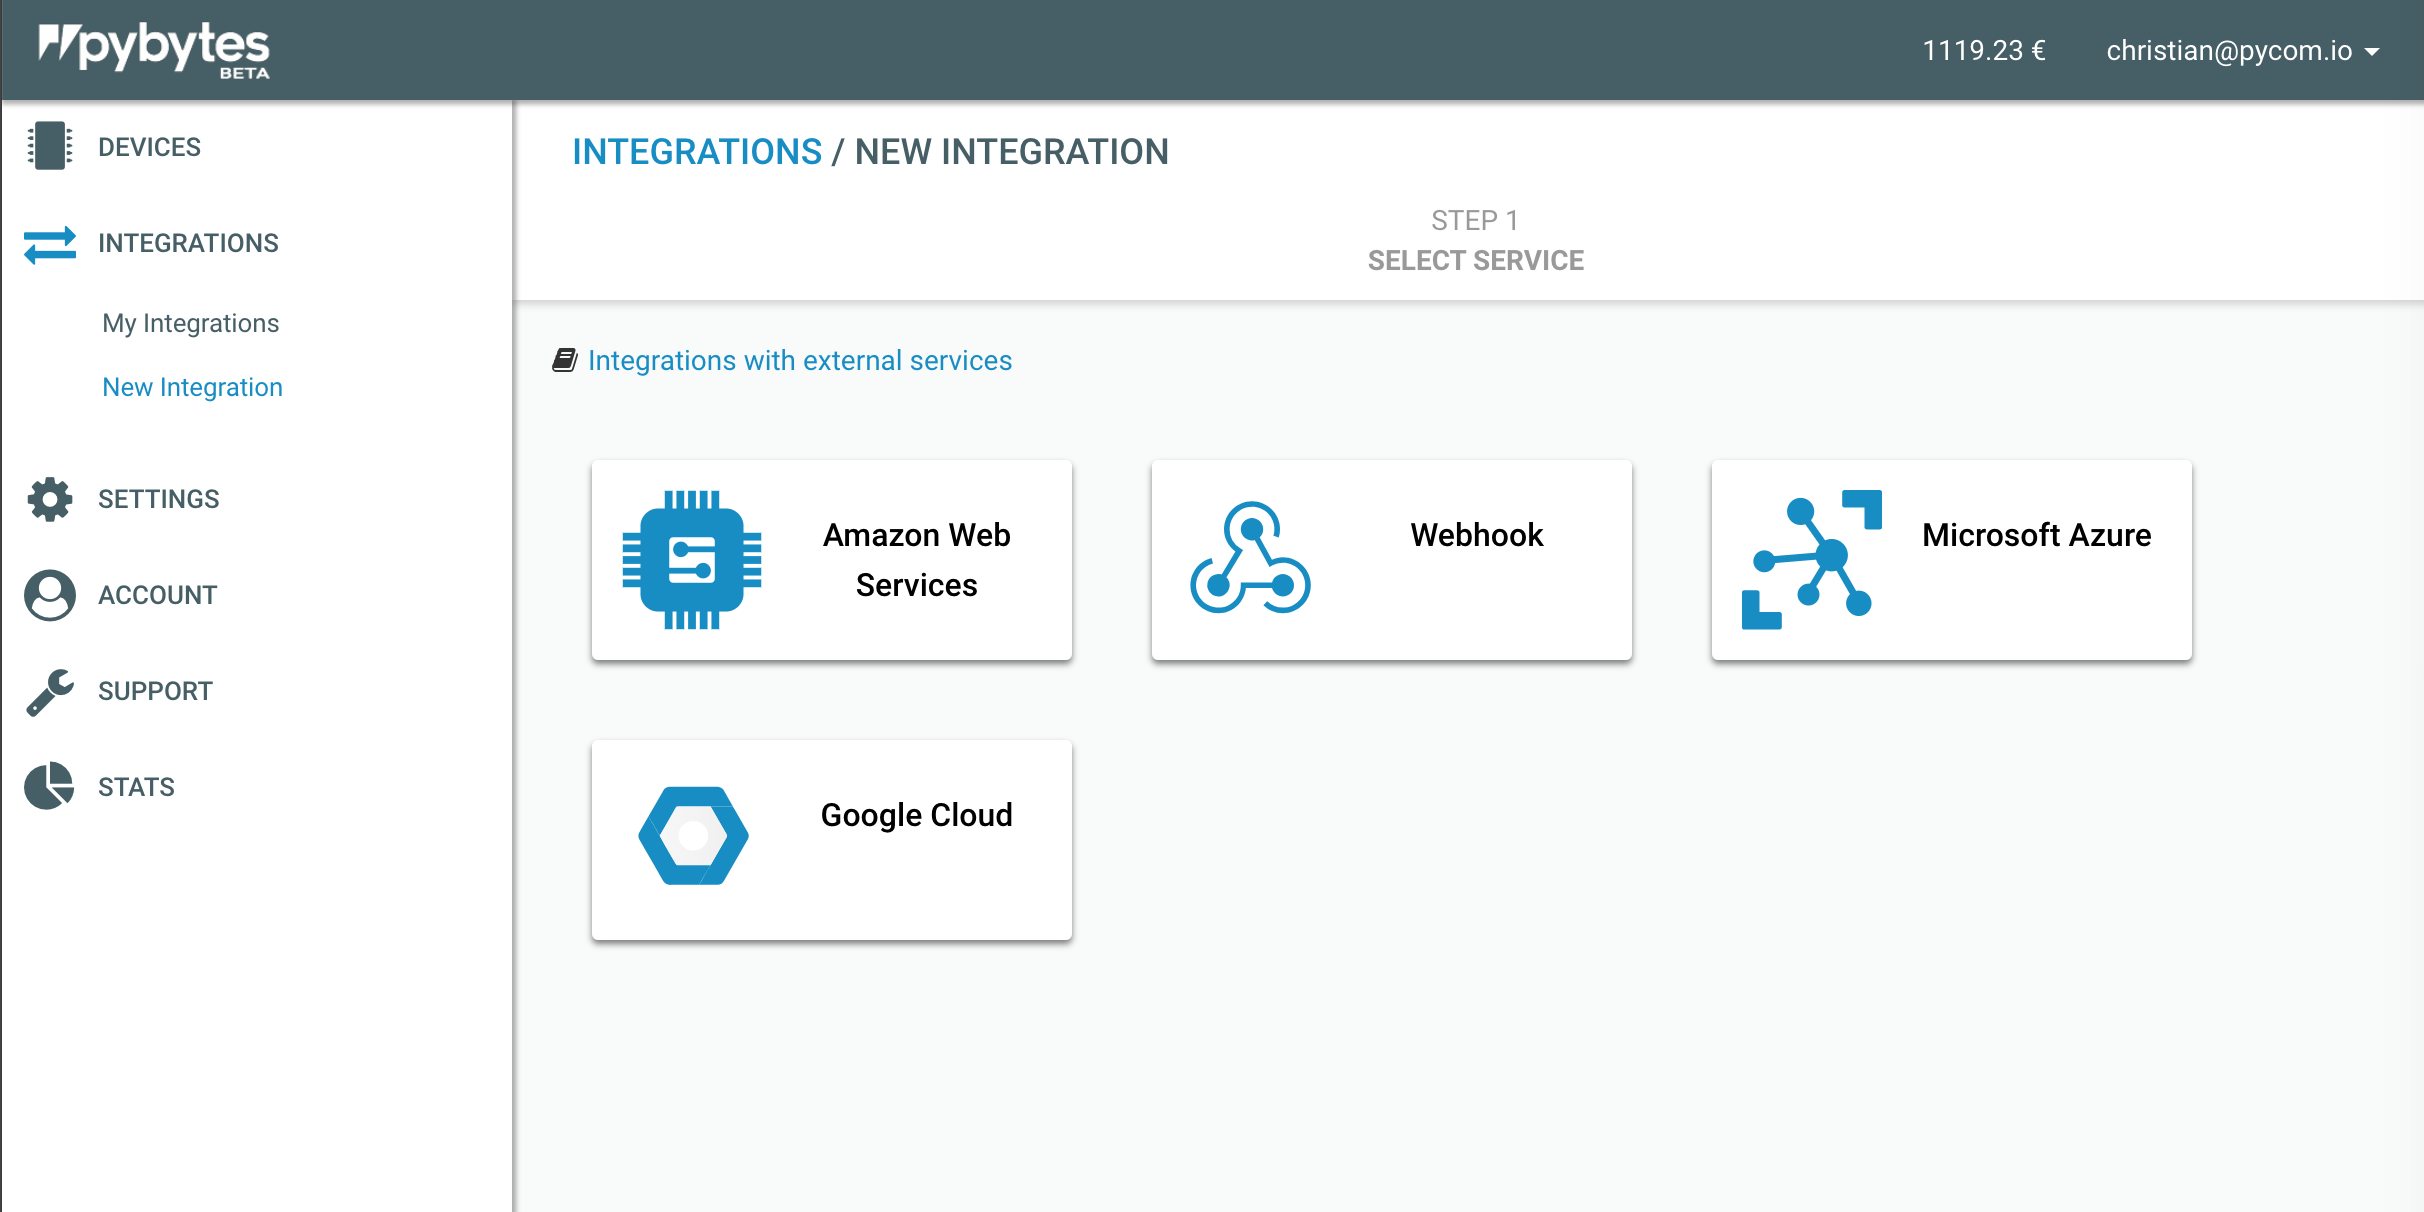 pybytes
BETA
1119.23 €
christian@pycom.io
DEVICES
INTEGRATIONS
My Integrations
New Integration
SETTINGS
ACCOUNT
SUPPORT
STATS
INTEGRATIONS / NEW INTEGRATION
STEP 1
SELECT SERVICE
Integrations with external services
Amazon Web
Services
Webhook
Microsoft Azure
Google Cloud